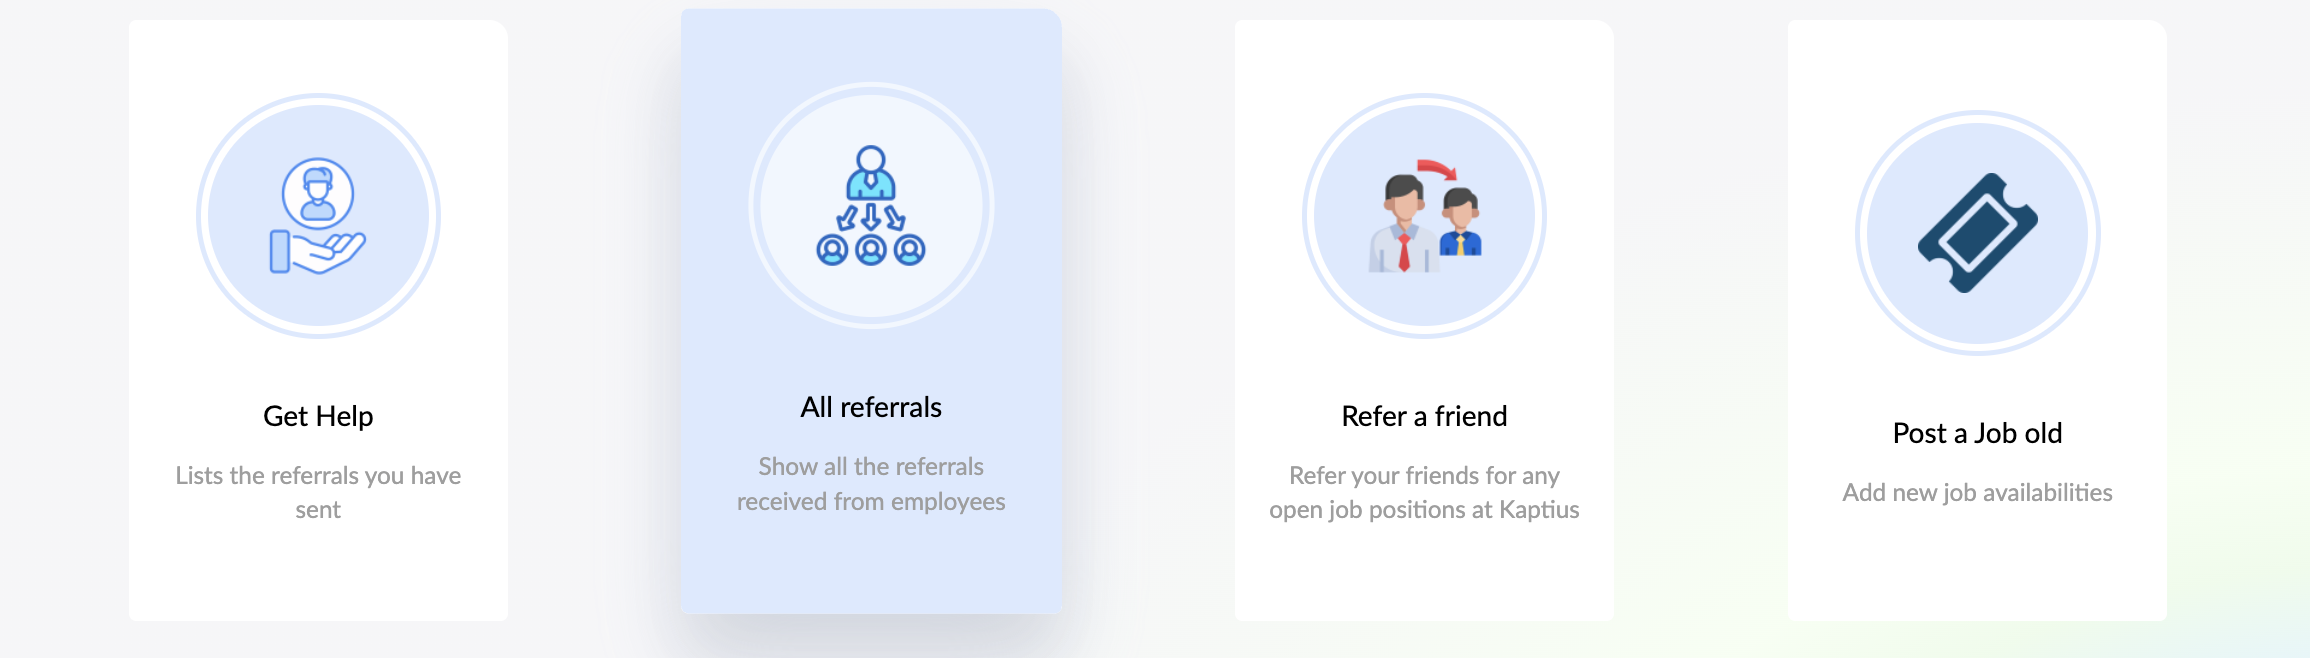 Get Help
Lists the referrals you have
sent
All referrals
Show all the referrals
received from employees
Refer a friend
Refer your friends for any
open job positions at Kaptius
Post a Job old
Add new job availabilities